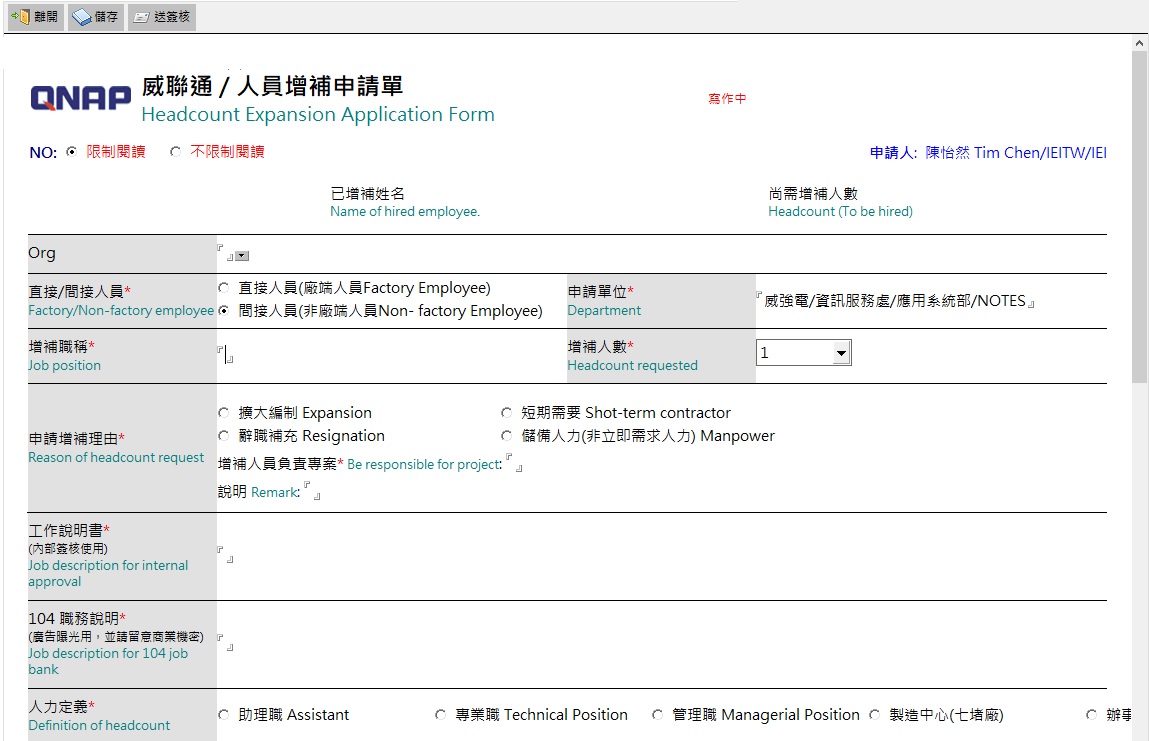 離開 儲存 送簽核
QNAP 威聯通 / 人員增補申請單
Headcount Expansion Application Form
寫作中
NO: 限制閱讀 不限制閱讀 申請人: 陳怡然 Tim Chen/IEITW/IEI
已增補姓名 尚需增補人數
Name of hired employee. Headcount (To be hired)
Org
直接/間接人員* 直接人員(廠端人員Factory Employee) 申請單位* 威強電/資訊服務處/應用系統部/NOTES
Factory/Non-factory employee 間接人員(非廠端人員Non- factory Employee) Department
增補職稱* 增補人數* 1
Job position Headcount requested
擴大編制 Expansion 短期需要 Shot-term contractor
申請增補理由* 辭職補充 Resignation 儲備人力(非立即需求人力) Manpower
Reason of headcount request 增補人員負責專案* Be responsible for project:
說明 Remark:
工作說明書*
(內部簽核使用)
Job description for internal
approval
104 職務說明*
(廣告曝光用，並請留意商業機密)
Job description for 104 job
bank
人力定義* 助理職 Assistant 專業職 Technical Position 管理職 Managerial Position 製造中心(七堵廠) 辦事
Definition of headcount